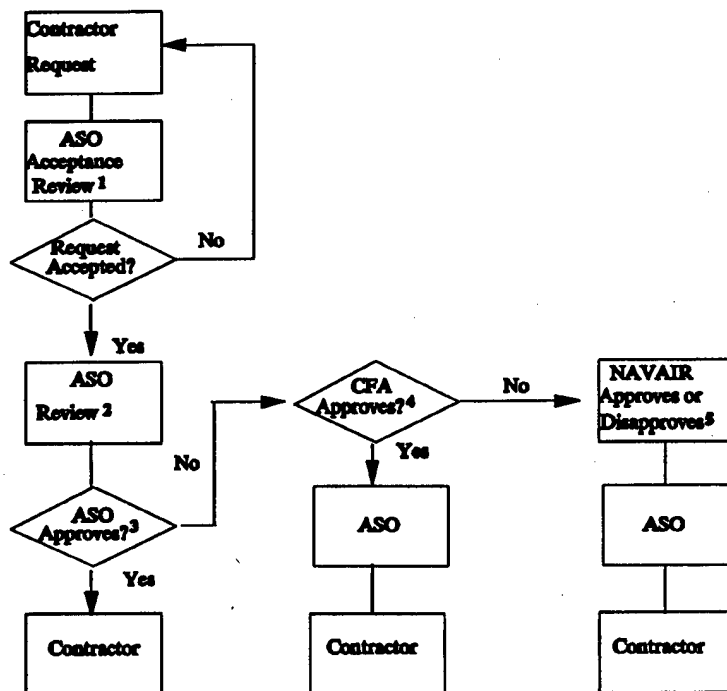 Contractor
Request
ASO
Acceptance
Review 1
Request
Accepted?
No
Yes
ASO
Review 2
No
ASO
Approves?3
Yes
Contractor
CFA
Approves?4
No
Yes
ASO
Contractor
NAVAIR
Approves or
Disapproves5
ASO
Contractor